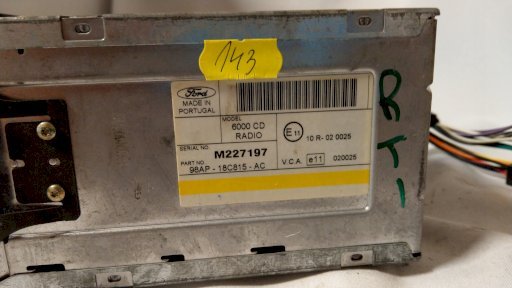 143
Ford
MADE IN
PORTUGAL
MODEL
6000 CD
RADIO
E11
10 R- 02 0025
SERIAL NO.
M227197
PART NO.
98AP - 18C815 - AC
V.C.A. e11 020025
RTI